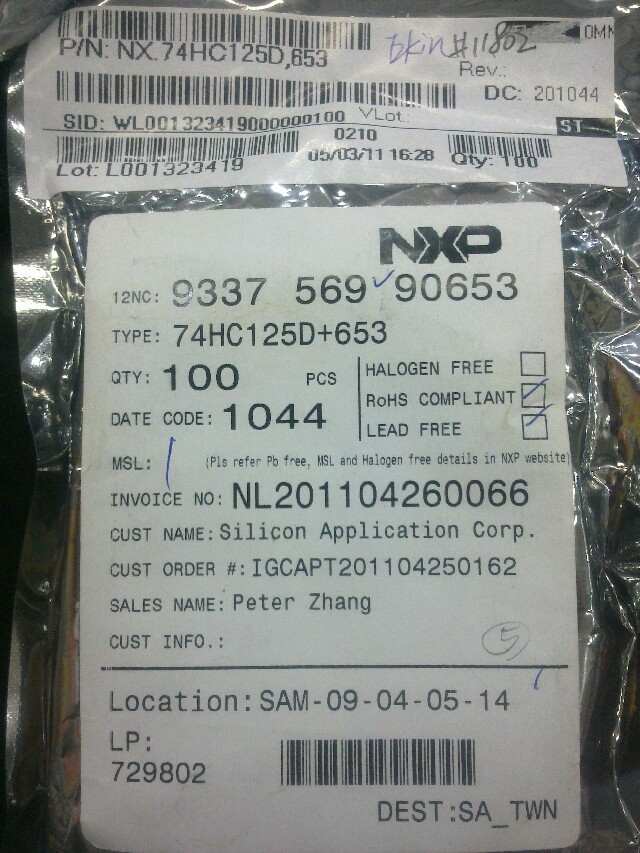 P/N: NX.74HC125D,653
#11802
Rev.:
DC: 201044
SID: WL001323419000000100 VLot:
0210
ST
Lot: L001323419 05/03/11 16:28 Qty: 100
NXP
12NC: 9337 569 90653
TYPE: 74HC125D+653
QTY: 100 PCS
HALOGEN FREE
RoHS COMPLIANT
DATE CODE: 1044
LEAD FREE
MSL: 1 (Pls refer Pb free, MSL and Halogen free details in NXP website)
INVOICE NO: NL201104260066
CUST NAME: Silicon Application Corp.
CUST ORDER #: IGCAPT201104250162
SALES NAME: Peter Zhang
CUST INFO.: 5
Location: SAM-09-04-05-14
LP:
729802
DEST:SA_TWN